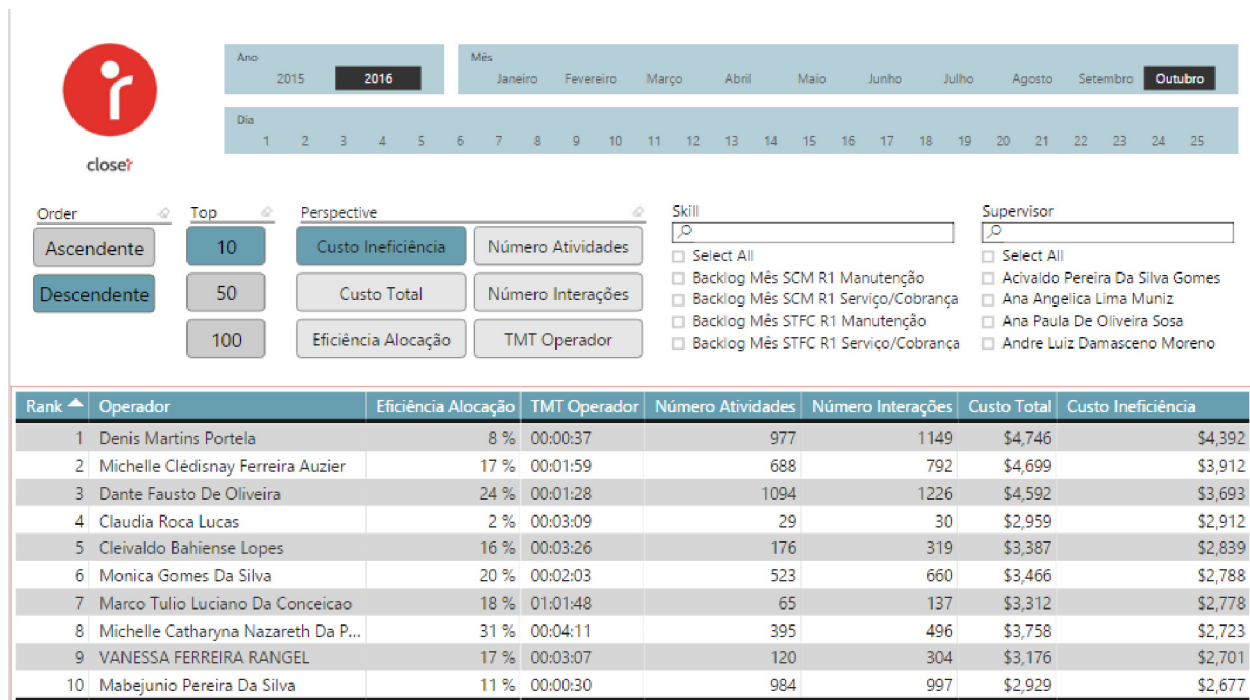 Ano
2015 2016
Mês
Janeiro Fevereiro Março Abril Maio Junho Julho Agosto Setembro Outubro
Dia
1 2 3 4 5 6 7 8 9 10 11 12 13 14 15 16 17 18 19 20 21 22 23 24 25
closer
Order
Ascendente
Descendente
Top
10
50
100
Perspective
Custo Ineficiência Número Atividades
Custo Total Número Interações
Eficiência Alocação TMT Operador
Skill
Select All
Backlog Mês SCM R1 Manutenção
Backlog Mês SCM R1 Serviço/Cobrança
Backlog Mês STFC R1 Manutenção
Backlog Mês STFC R1 Serviço/Cobrança
Supervisor
Select All
Acivaldo Pereira Da Silva Gomes
Ana Angelica Lima Muniz
Ana Paula De Oliveira Sosa
Andre Luiz Damasceno Moreno
Rank Operador Eficiência Alocação TMT Operador Número Atividades Número Interações Custo Total Custo Ineficiência
1 Denis Martins Portela 8 % 00:00:37 977 1149 $4,746 $4,392
2 Michelle Clédisnay Ferreira Auzier 17 % 00:01:59 688 792 $4,699 $3,912
3 Dante Fausto De Oliveira 24 % 00:01:28 1094 1226 $4,592 $3,693
4 Claudia Roca Lucas 2 % 00:03:09 29 30 $2,959 $2,912
5 Cleivaldo Bahiense Lopes 16 % 00:03:26 176 319 $3,387 $2,839
6 Monica Gomes Da Silva 20 % 00:02:03 523 660 $3,466 $2,788
7 Marco Tulio Luciano Da Conceicao 18 % 01:01:48 65 137 $3,312 $2,778
8 Michelle Catharyna Nazareth Da P... 31 % 00:04:11 395 496 $3,758 $2,723
9 VANESSA FERREIRA RANGEL 17 % 00:03:07 120 304 $3,176 $2,701
10 Mabejunio Pereira Da Silva 11 % 00:00:30 984 997 $2,929 $2,677